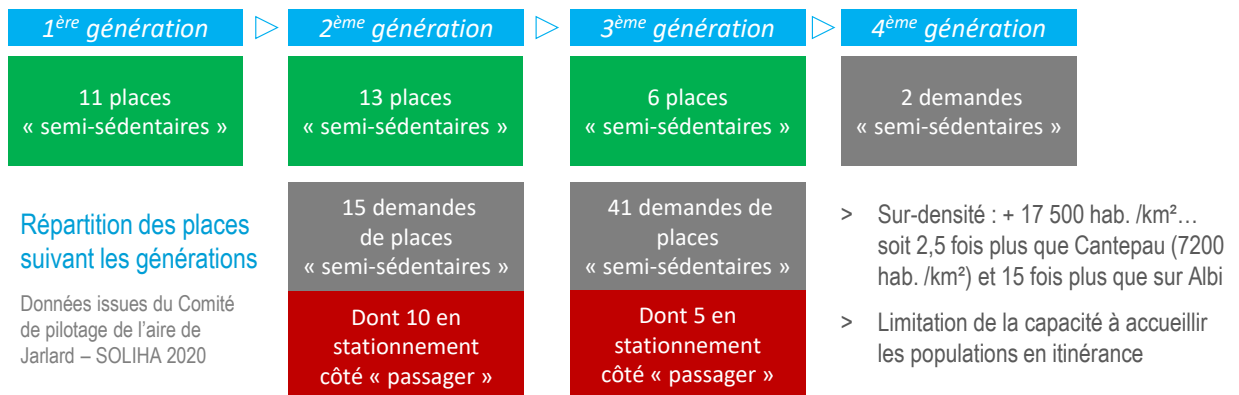 1ère génération
2ème génération
3ème génération
4ème génération
11 places
« semi-sédentaires »
13 places
« semi-sédentaires »
6 places
« semi-sédentaires »
2 demandes
« semi-sédentaires »
Répartition des places
suivant les générations
Données issues du Comité
de pilotage de l’aire de
Jarlard – SOLIHA 2020
15 demandes
de places
« semi-sédentaires »
Dont 10 en
stationnement
côté « passager »
41 demandes de
places
« semi-sédentaires »
Dont 5 en
stationnement
côté « passager »
> Sur-densité : + 17 500 hab. /km²…
soit 2,5 fois plus que Cantepau (7200
hab. /km²) et 15 fois plus que sur Albi
> Limitation de la capacité à accueillir
les populations en itinérance